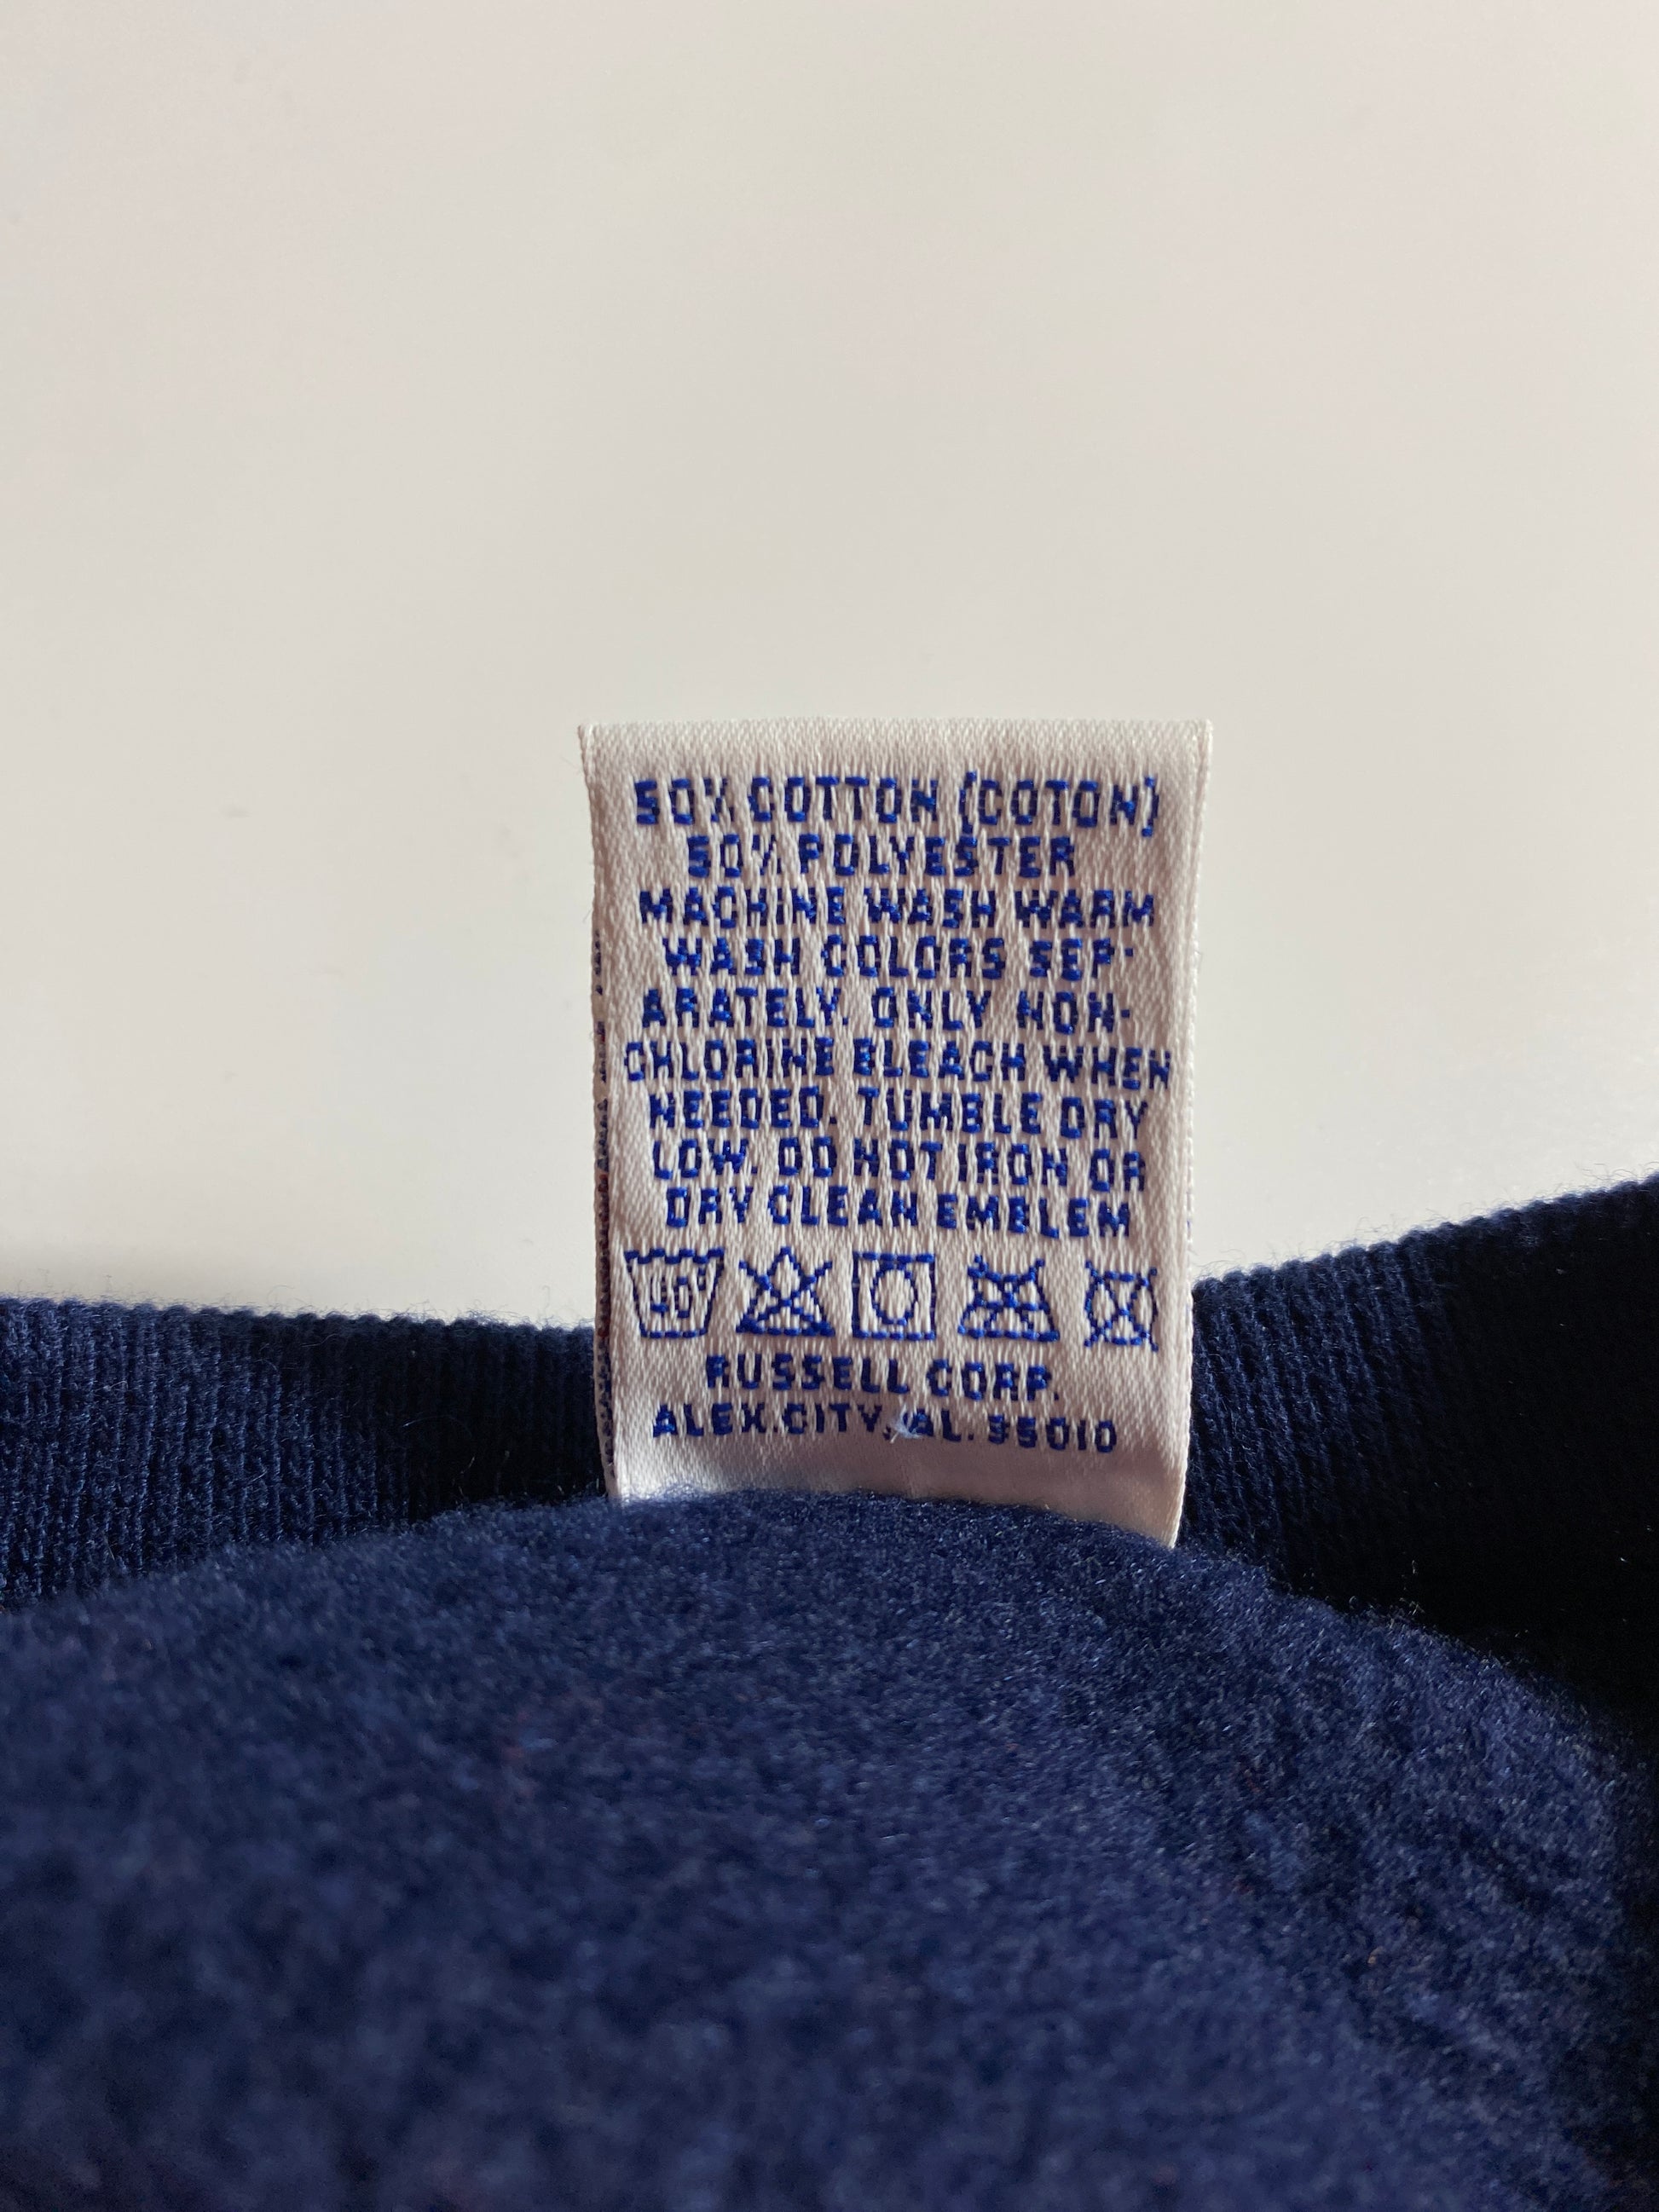 50% COTTON (COTON)
50% POLYESTER
MACHINE WASH WARM
WASH COLORS SEP-
ARATELY. ONLY NON-
CHLORINE BLEACH WHEN
NEEDED. TUMBLE DRY
LOW. DO NOT IRON OR
DRY CLEAN EMBLEM
40
RUSSELL CORP.
ALEX.CITY, AL. 35010